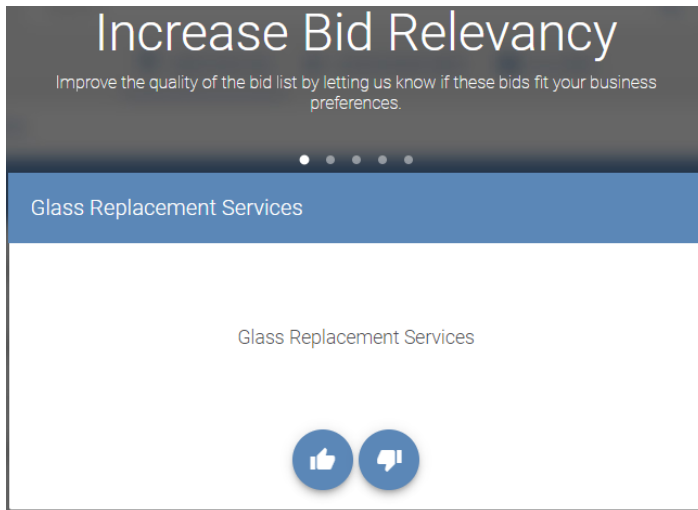 Increase Bid Relevancy
Improve the quality of the bid list by letting us know if these bids fit your business
preferences.
Glass Replacement Services
Glass Replacement Services